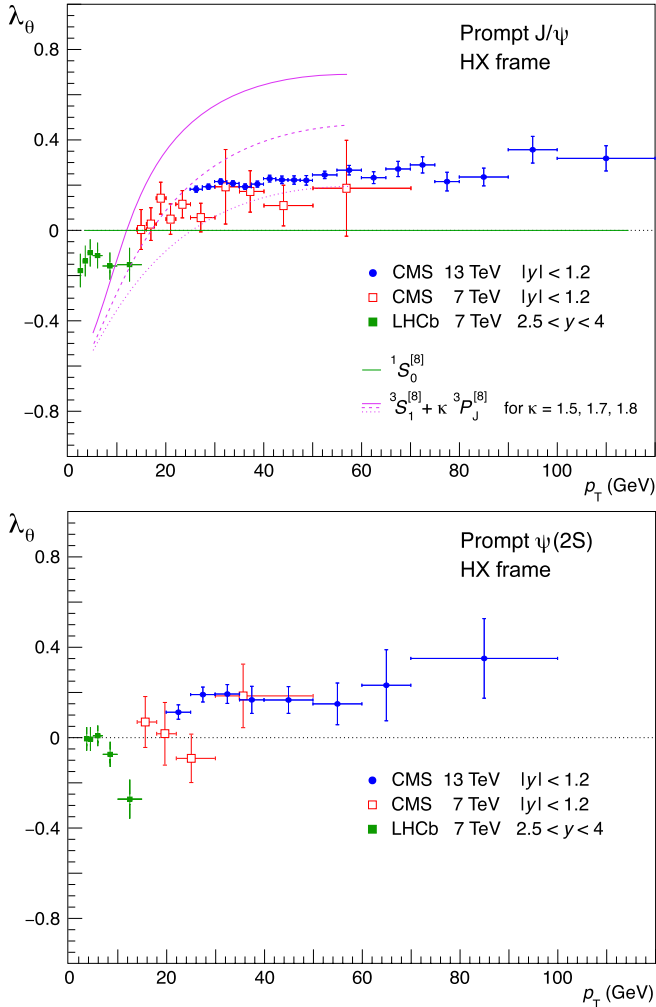 λθ
0.8
Prompt J/ψ
HX frame
0.4
0
CMS 13 TeV |y| < 1.2
CMS 7 TeV |y| < 1.2
LHCb 7 TeV 2.5 < y < 4
−0.4
¹S₀^[8]
³S₁^[8] + κ ³P_J^[8] for κ = 1.5, 1.7, 1.8
−0.8
0 20 40 60 80 100
p_T (GeV)
λθ
0.8
Prompt ψ(2S)
HX frame
0.4
0
CMS 13 TeV |y| < 1.2
CMS 7 TeV |y| < 1.2
LHCb 7 TeV 2.5 < y < 4
−0.4
−0.8
0 20 40 60 80 100
p_T (GeV)